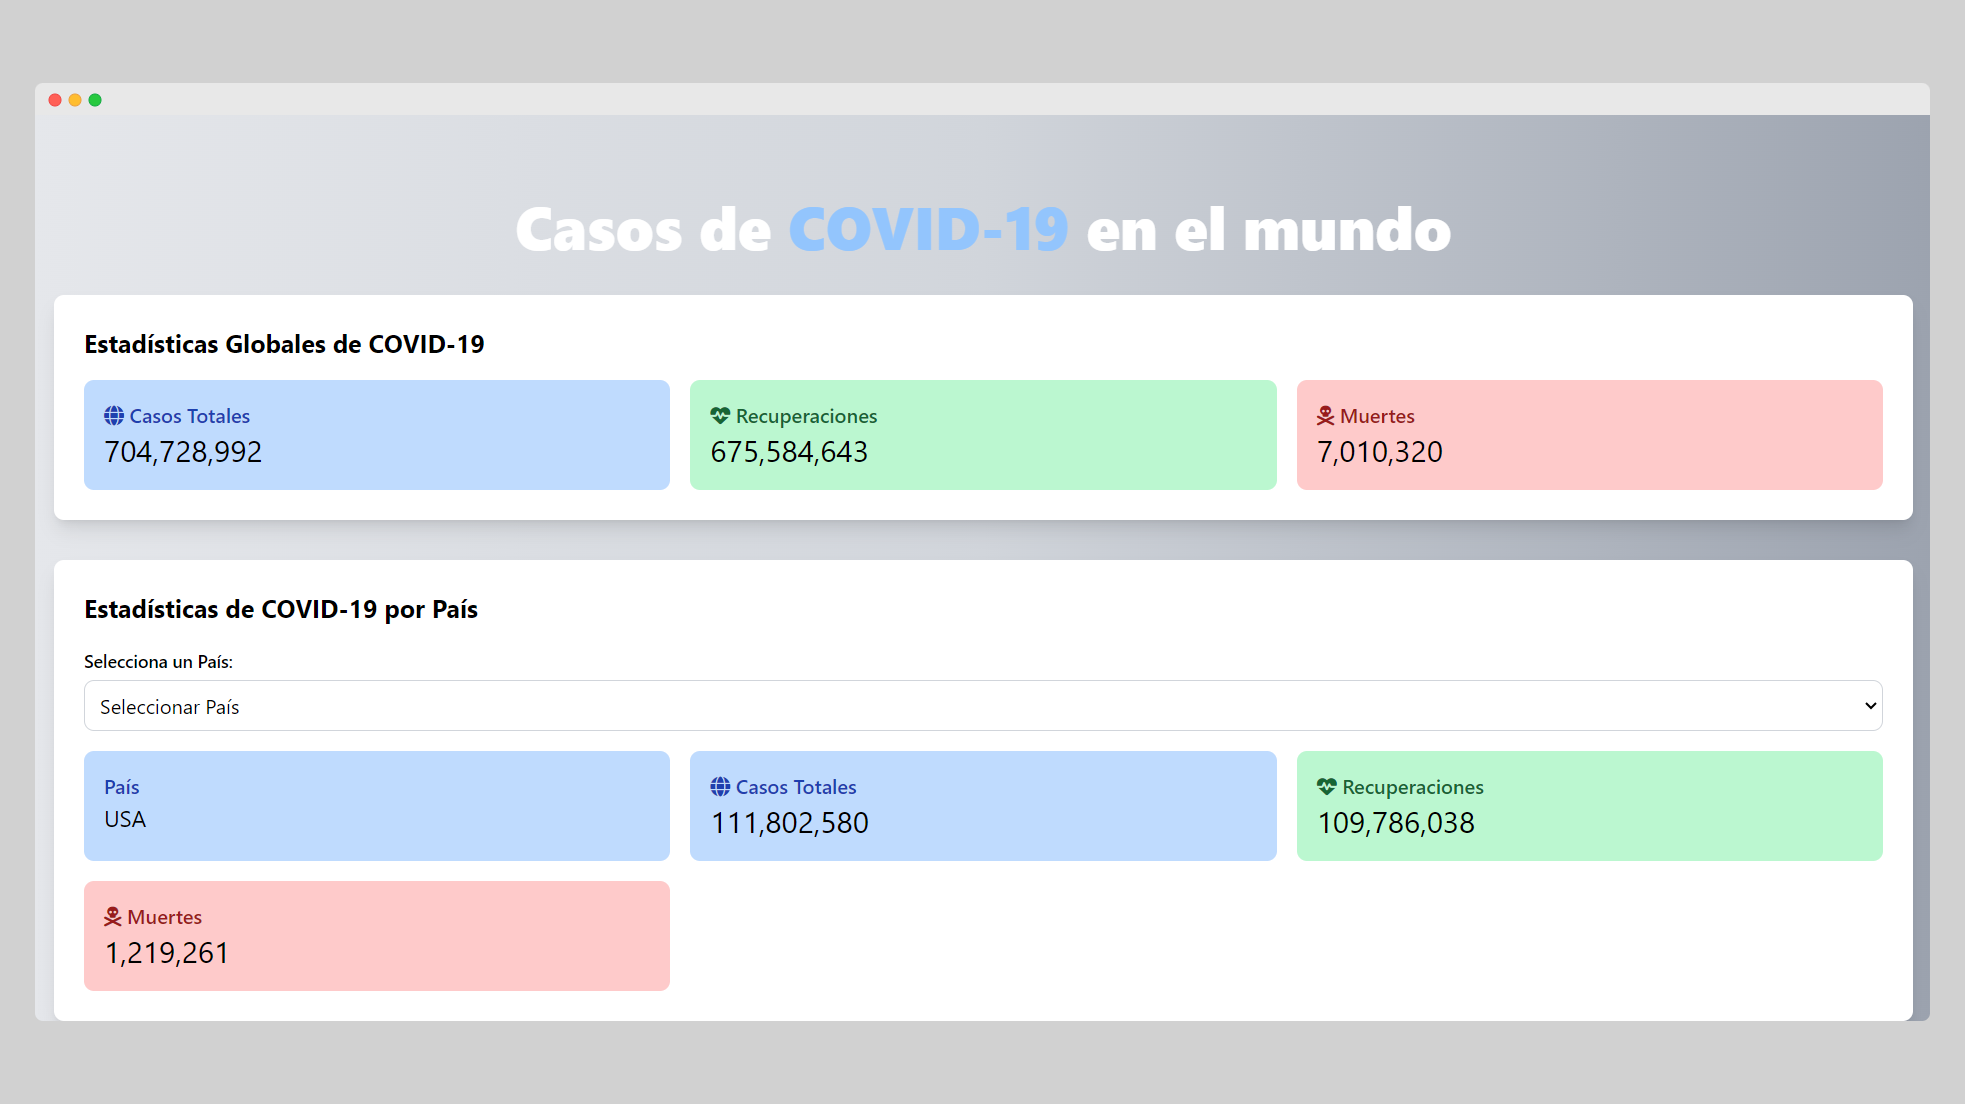 Casos de COVID-19 en el mundo
Estadísticas Globales de COVID-19
Casos Totales
704,728,992
Recuperaciones
675,584,643
Muertes
7,010,320
Estadísticas de COVID-19 por País
Selecciona un País:
Seleccionar País
País
USA
Casos Totales
111,802,580
Recuperaciones
109,786,038
Muertes
1,219,261